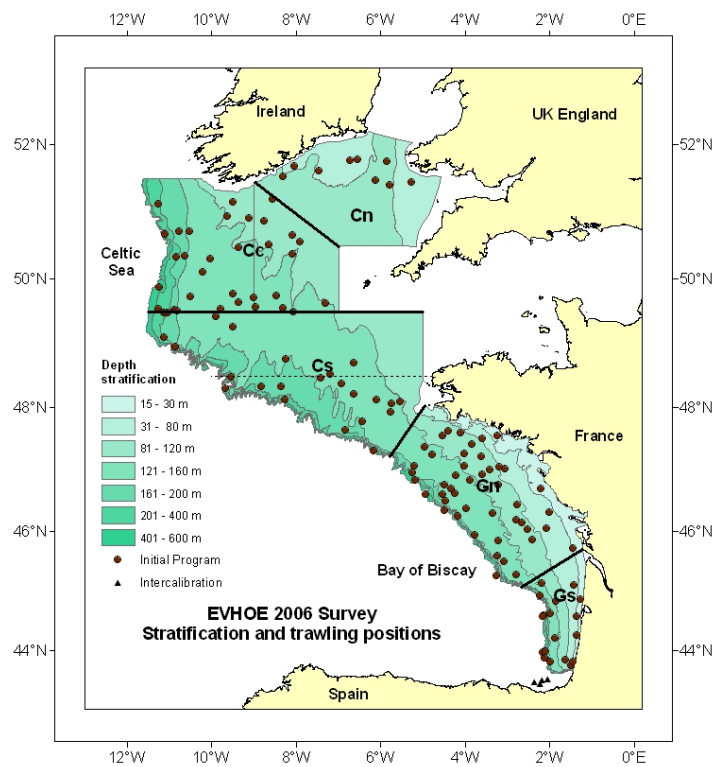 12°W 10°W 8°W 6°W 4°W 2°W 0°E
Ireland
UK England
52°N 52°N
Cn
Cc
Celtic
Sea
50°N 50°N
Cs
Depth
stratification
15 - 30 m
31 - 80 m
81 - 120 m
121 - 160 m
161 - 200 m
201 - 400 m
401 - 600 m
Initial Program
Intercalibration
48°N 48°N
France
Gn
46°N 46°N
Bay of Biscay
Gs
EVHOE 2006 Survey
Stratification and trawling positions
44°N 44°N
Spain
12°W 10°W 8°W 6°W 4°W 2°W 0°E